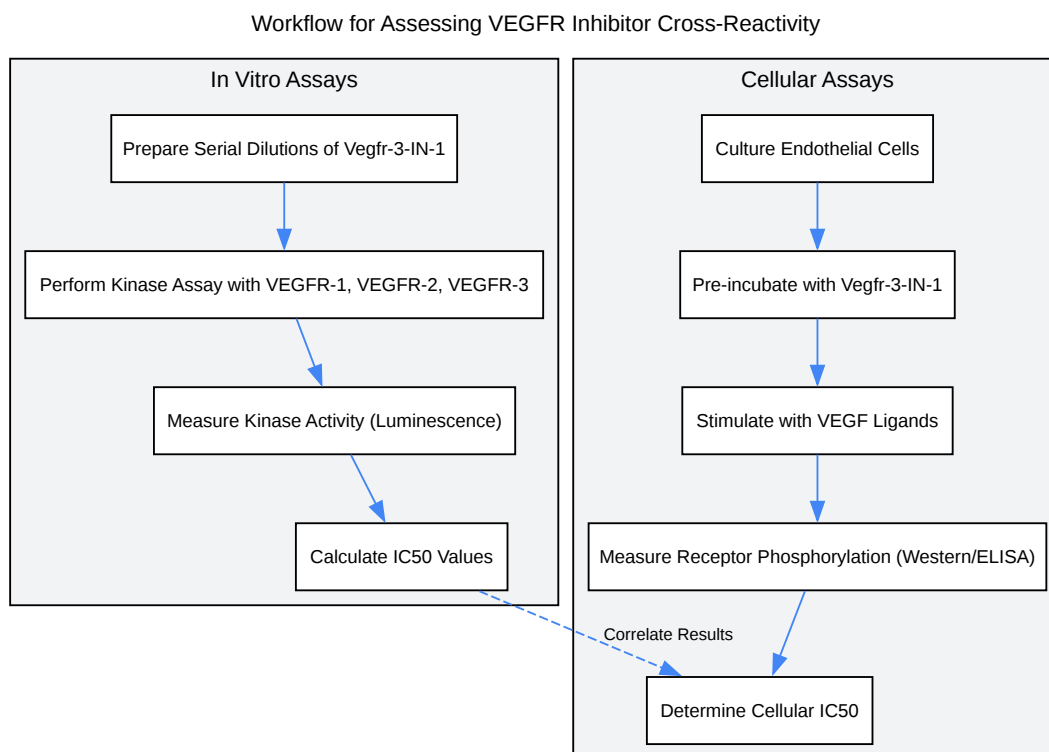 Workflow for Assessing VEGFR Inhibitor Cross-Reactivity
In Vitro Assays
Prepare Serial Dilutions of Vegfr-3-IN-1
Perform Kinase Assay with VEGFR-1, VEGFR-2, VEGFR-3
Measure Kinase Activity (Luminescence)
Calculate IC50 Values
Cellular Assays
Culture Endothelial Cells
Pre-incubate with Vegfr-3-IN-1
Stimulate with VEGF Ligands
Measure Receptor Phosphorylation (Western/ELISA)
Correlate Results
Determine Cellular IC50